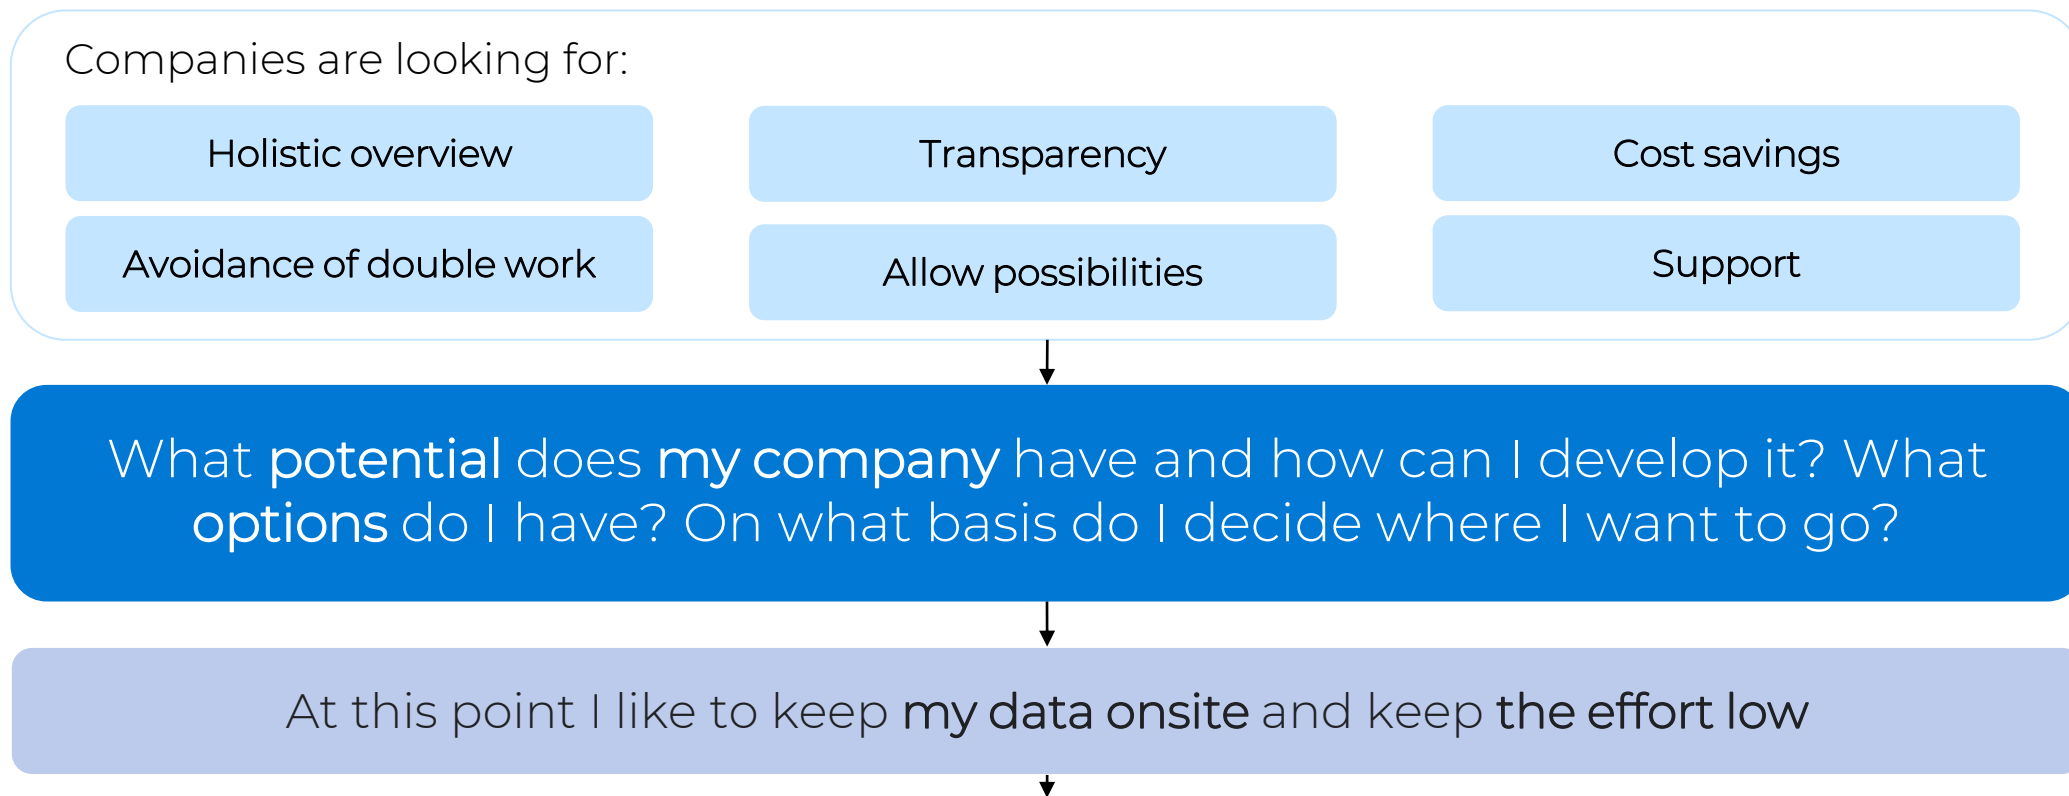 Companies are looking for:
Holistic overview
Transparency
Cost savings
Avoidance of double work
Allow possibilities
Support
What potential does my company have and how can I develop it? What
options do I have? On what basis do I decide where I want to go?
At this point I like to keep my data onsite and keep the effort low